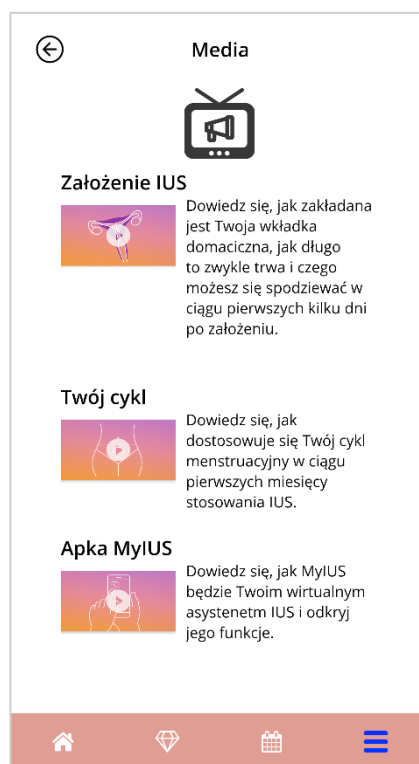 Media
Założenie IUS
Dowiedz się, jak zakładana
jest Twoja wkładka
domaciczna, jak długo
to zwykle trwa i czego
możesz się spodziewać w
ciągu pierwszych kilku dni
po założeniu.
Twój cykl
Dowiedz się, jak
dostosowuje się Twój cykl
menstruacyjny w ciągu
pierwszych miesięcy
stosowania IUS.
Apka MyIUS
Dowiedz się, jak MyIUS
będzie Twoim wirtualnym
asystenetm IUS i odkryj
jego funkcje.